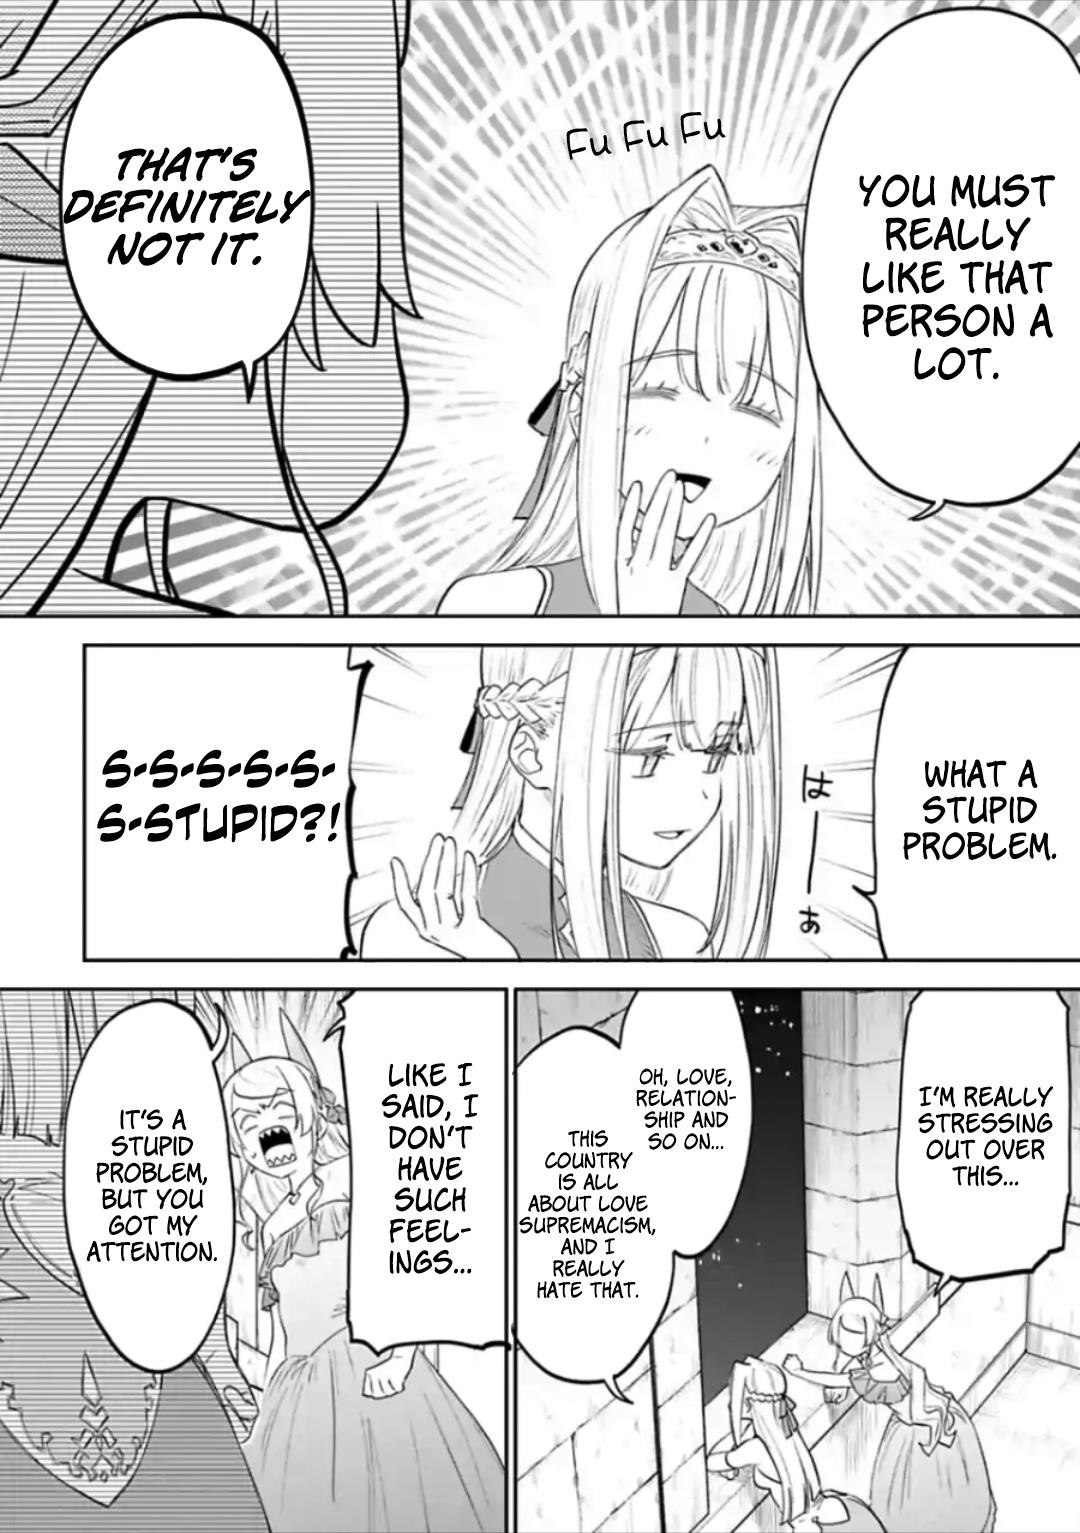 YOU MUST
REALLY
LIKE THAT
PERSON A
LOT.
Fu Fu Fu
THAT'S
DEFINITELY
NOT IT.
WHAT A
STUPID
PROBLEM.
はーーあ
S-S-S-S-S-
S-STUPID?!
I'M REALLY
STRESSING
OUT OVER
THIS...
OH, LOVE,
RELATION-
SHIP AND
SO ON...
THIS
COUNTRY
IS ALL
ABOUT LOVE
SUPREMACISM,
AND I
REALLY
HATE THAT.
LIKE I
SAID, I
DON'T
HAVE
SUCH
FEEL-
INGS...
IT'S A
STUPID
PROBLEM,
BUT YOU
GOT MY
ATTENTION.